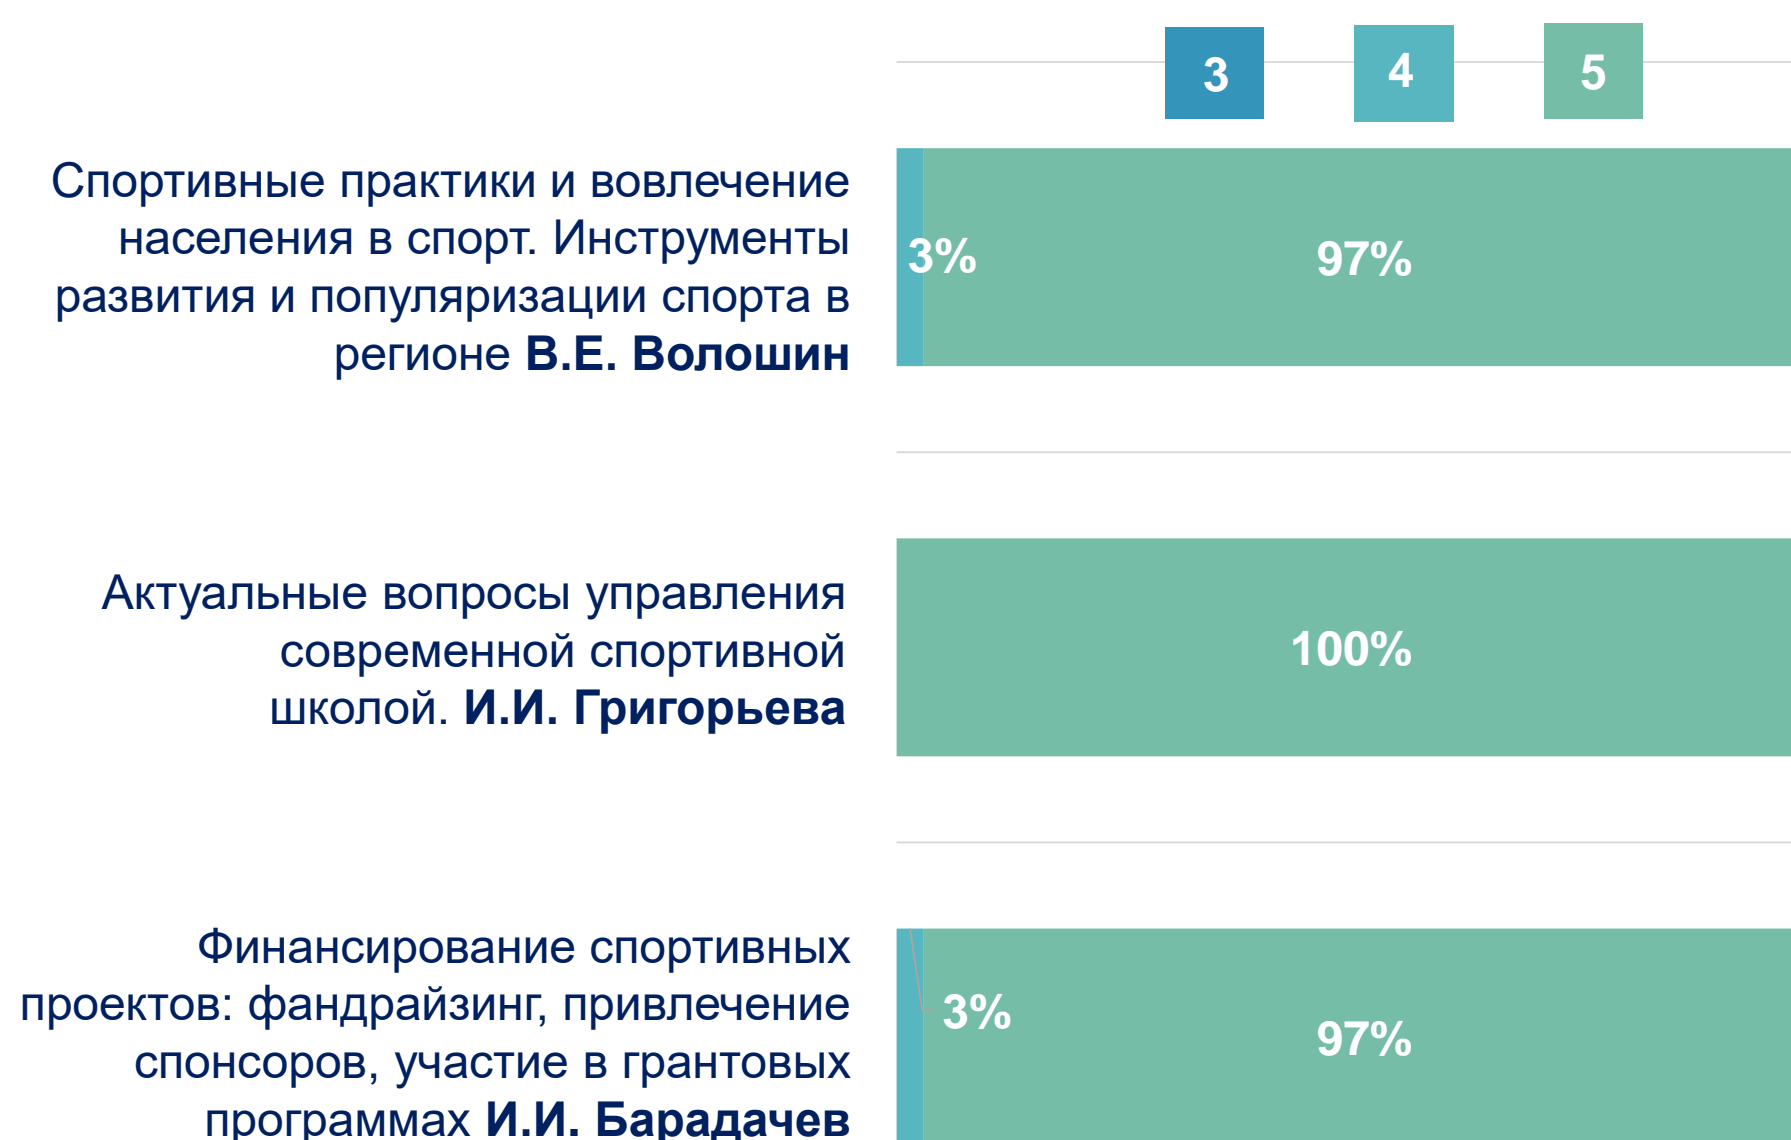 3 4 5
Спортивные практики и вовлечение
населения в спорт. Инструменты
развития и популяризации спорта в
регионе В.Е. Волошин
3% 97%
Актуальные вопросы управления
современной спортивной
школой. И.И. Григорьева
100%
Финансирование спортивных
проектов: фандрайзинг, привлечение
спонсоров, участие в грантовых
программах И.И. Барадачев
3% 97%